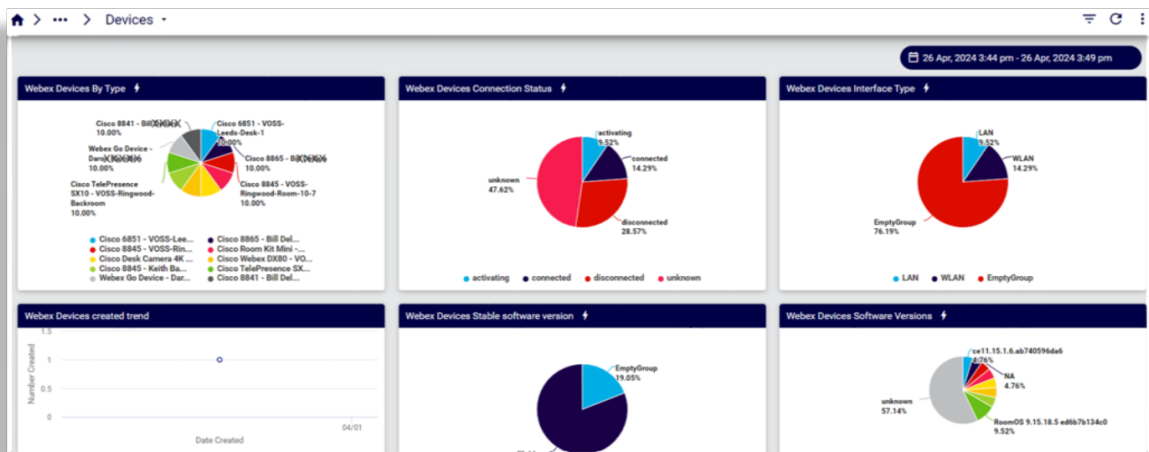 Devices
26 Apr, 2024 3:44 pm - 26 Apr, 2024 3:49 pm
Webex Devices By Type
Cisco 8841 - Bill
10.00%
Cisco 6851 - VOSS-
Leeds-Desk-1
10.00%
Webex Go Device -
10.00%
Cisco 8865 -
10.00%
Cisco TelePresence
SX10 - VOSS-Ringwood-
Backroom
10.00%
Cisco 8845 - VOSS-
Ringwood-Room-10-7
10.00%
Cisco 6851 - VOSS-Lee...
Cisco 8865 - Bill Del...
Cisco 8845 - VOSS-Rin...
Cisco Room Kit Mini -...
Cisco Desk Camera 4K ...
Cisco Webex DX80 - VO...
Cisco 8845 - Keith Ba...
Cisco TelePresence SX...
Webex Go Device - Dar...
Cisco 8841 - Bill Del...
Webex Devices Connection Status
activating
9.52%
connected
14.29%
unknown
47.62%
disconnected
28.57%
activating
connected
disconnected
unknown
Webex Devices Interface Type
LAN
9.52%
WLAN
14.29%
EmptyGroup
76.19%
LAN
WLAN
EmptyGroup
Webex Devices created trend
1.5
1
0.5
0
Number Created
04/01
Date Created
Webex Devices Stable software version
EmptyGroup
19.05%
Webex Devices Software Versions
ce11.15.1.6.ab740596da6
4.76%
NA
4.76%
unknown
57.14%
RoomOS 9.15.18.5 ed6b7b134c0
9.52%